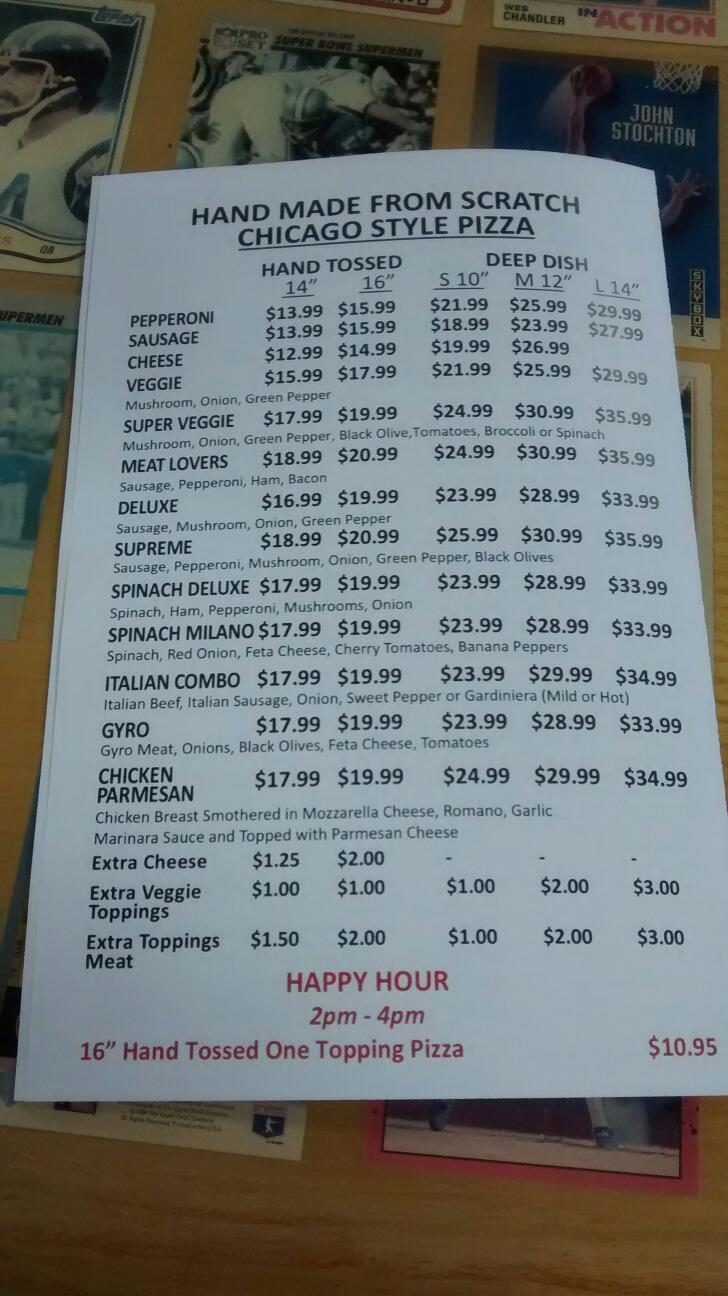 Topps
QB
PRO SET
SUPER BOWL SUPERMEN
WES CHANDLER
IN ACTION
JOHN STOCKTON
SKYBOX
UPERMEN
HAND MADE FROM SCRATCH
CHICAGO STYLE PIZZA
HAND TOSSED DEEP DISH
14" 16" S 10" M 12" L 14"
PEPPERONI $13.99 $15.99 $21.99 $25.99 $29.99
SAUSAGE $13.99 $15.99 $18.99 $23.99 $27.99
CHEESE $12.99 $14.99 $19.99 $26.99
VEGGIE $15.99 $17.99 $21.99 $25.99 $29.99
Mushroom, Onion, Green Pepper
SUPER VEGGIE $17.99 $19.99 $24.99 $30.99 $35.99
Mushroom, Onion, Green Pepper, Black Olive,Tomatoes, Broccoli or Spinach
MEAT LOVERS $18.99 $20.99 $24.99 $30.99 $35.99
Sausage, Pepperoni, Ham, Bacon
DELUXE $16.99 $19.99 $23.99 $28.99 $33.99
Sausage, Mushroom, Onion, Green Pepper
SUPREME $18.99 $20.99 $25.99 $30.99 $35.99
Sausage, Pepperoni, Mushroom, Onion, Green Pepper, Black Olives
SPINACH DELUXE $17.99 $19.99 $23.99 $28.99 $33.99
Spinach, Ham, Pepperoni, Mushrooms, Onion
SPINACH MILANO $17.99 $19.99 $23.99 $28.99 $33.99
Spinach, Red Onion, Feta Cheese, Cherry Tomatoes, Banana Peppers
ITALIAN COMBO $17.99 $19.99 $23.99 $29.99 $34.99
Italian Beef, Italian Sausage, Onion, Sweet Pepper or Gardiniera (Mild or Hot)
GYRO $17.99 $19.99 $23.99 $28.99 $33.99
Gyro Meat, Onions, Black Olives, Feta Cheese, Tomatoes
CHICKEN
PARMESAN $17.99 $19.99 $24.99 $29.99 $34.99
Chicken Breast Smothered in Mozzarella Cheese, Romano, Garlic
Marinara Sauce and Topped with Parmesan Cheese
Extra Cheese $1.25 $2.00 - - -
Extra Veggie $1.00 $1.00 $1.00 $2.00 $3.00
Toppings
Extra Toppings $1.50 $2.00 $1.00 $2.00 $3.00
Meat
HAPPY HOUR
2pm - 4pm
16" Hand Tossed One Topping Pizza $10.95